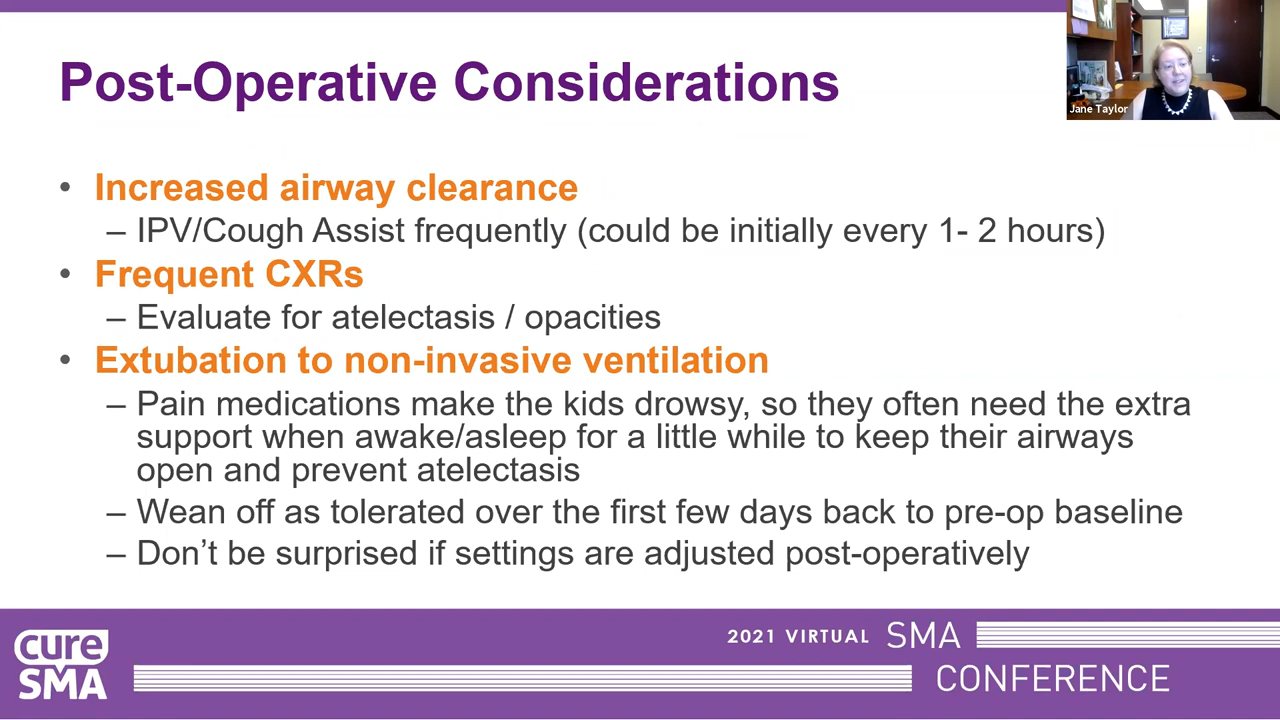 Post-Operative Considerations
Jane Taylor
• Increased airway clearance
– IPV/Cough Assist frequently (could be initially every 1- 2 hours)
• Frequent CXRs
– Evaluate for atelectasis / opacities
• Extubation to non-invasive ventilation
– Pain medications make the kids drowsy, so they often need the extra
support when awake/asleep for a little while to keep their airways
open and prevent atelectasis
– Wean off as tolerated over the first few days back to pre-op baseline
– Don’t be surprised if settings are adjusted post-operatively
cure
SMA
2021 VIRTUAL SMA
CONFERENCE